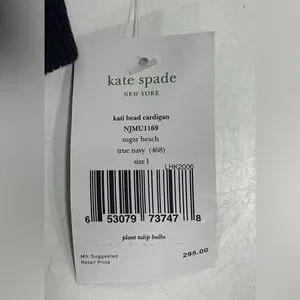 kate spade
NEW YORK
kati bead cardigan
NJMU1169
sugar beach
true navy (468)
size l
LHK2006
6 53079 73747 8
plant tulip bulbs
Mfr Suggested
Retail Price
295.00